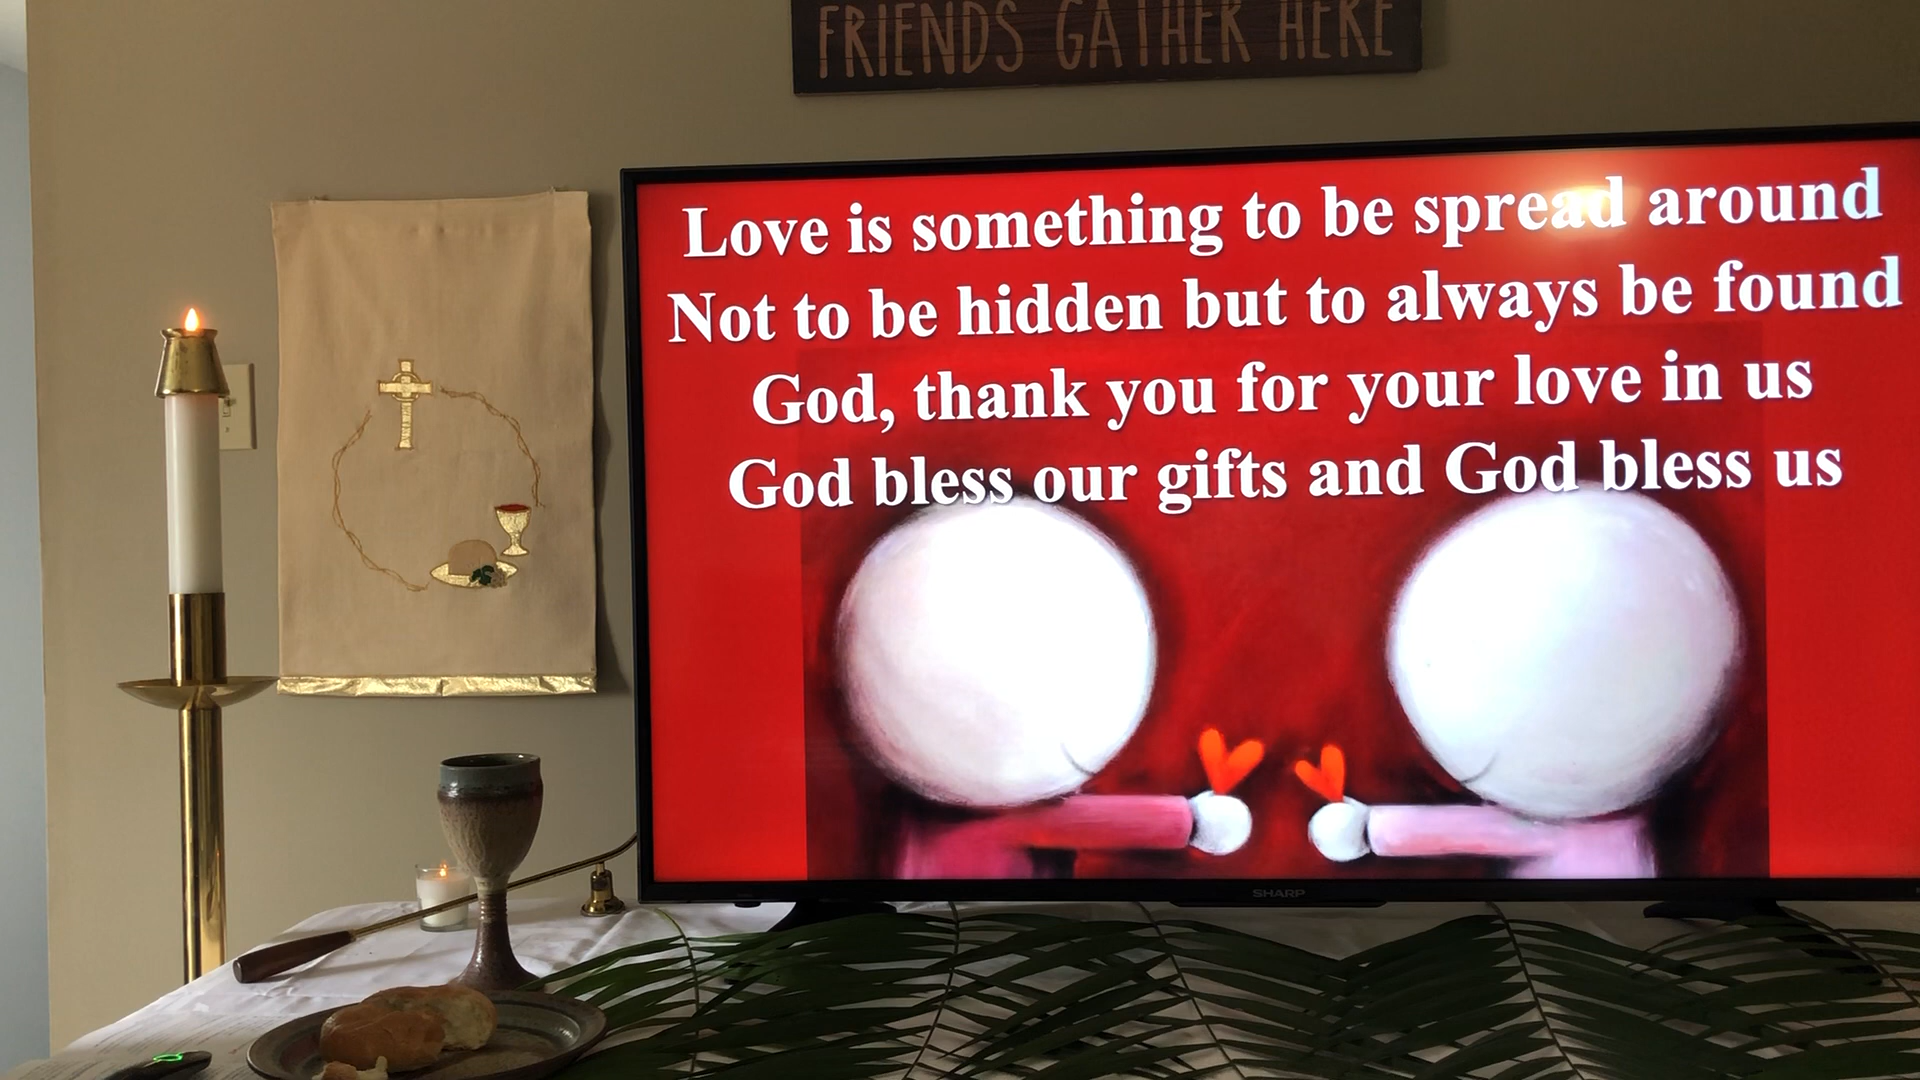 FRIENDS GATHER HERE
Love is something to be spread around
Not to be hidden but to always be found
God, thank you for your love in us
God bless our gifts and God bless us
SHARP